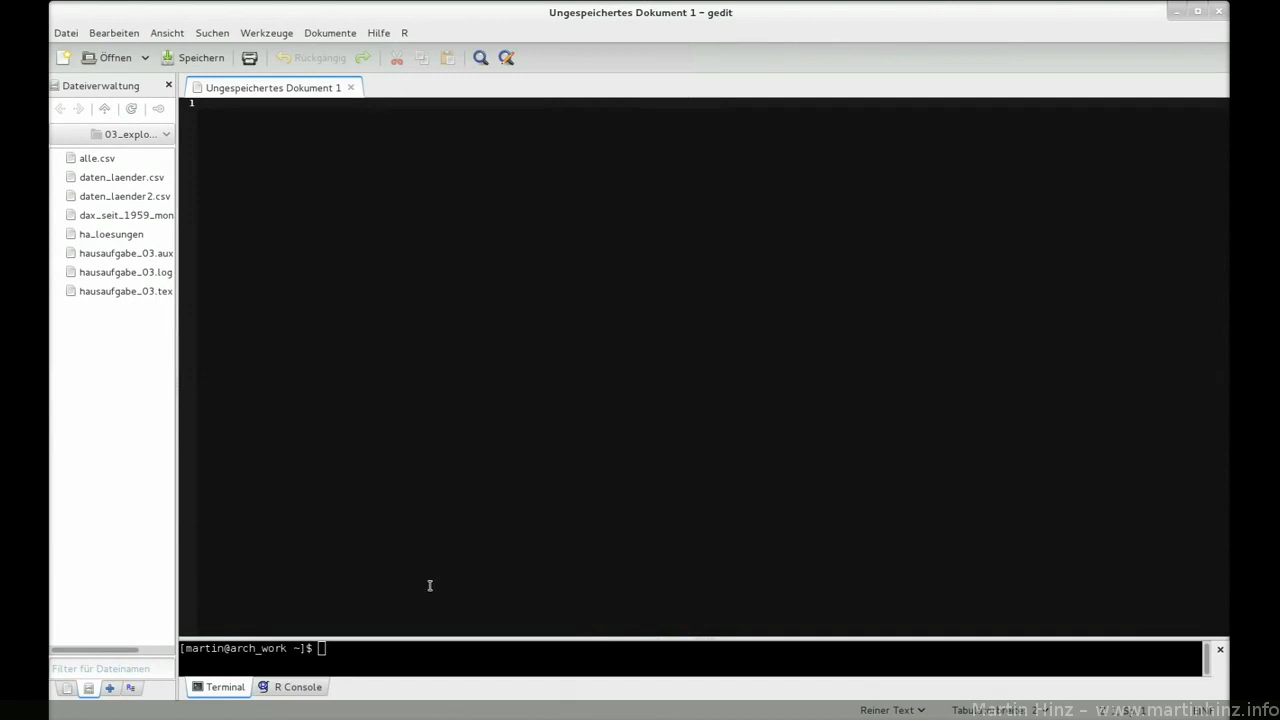 Ungespeichertes Dokument 1 - gedit
Datei Bearbeiten Ansicht Suchen Werkzeuge Dokumente Hilfe R
Öffnen Speichern Rückgängig
Dateiverwaltung
Ungespeichertes Dokument 1
1
03_explo...
alle.csv
daten_laender.csv
daten_laender2.csv
dax_seit_1959_mon
ha_loesungen
hausaufgabe_03.aux
hausaufgabe_03.log
hausaufgabe_03.tex
[martin@arch_work ~]$
Filter für Dateinamen
Terminal R Console
Reiner Text
Martin Hinz - www.martinhinz.info